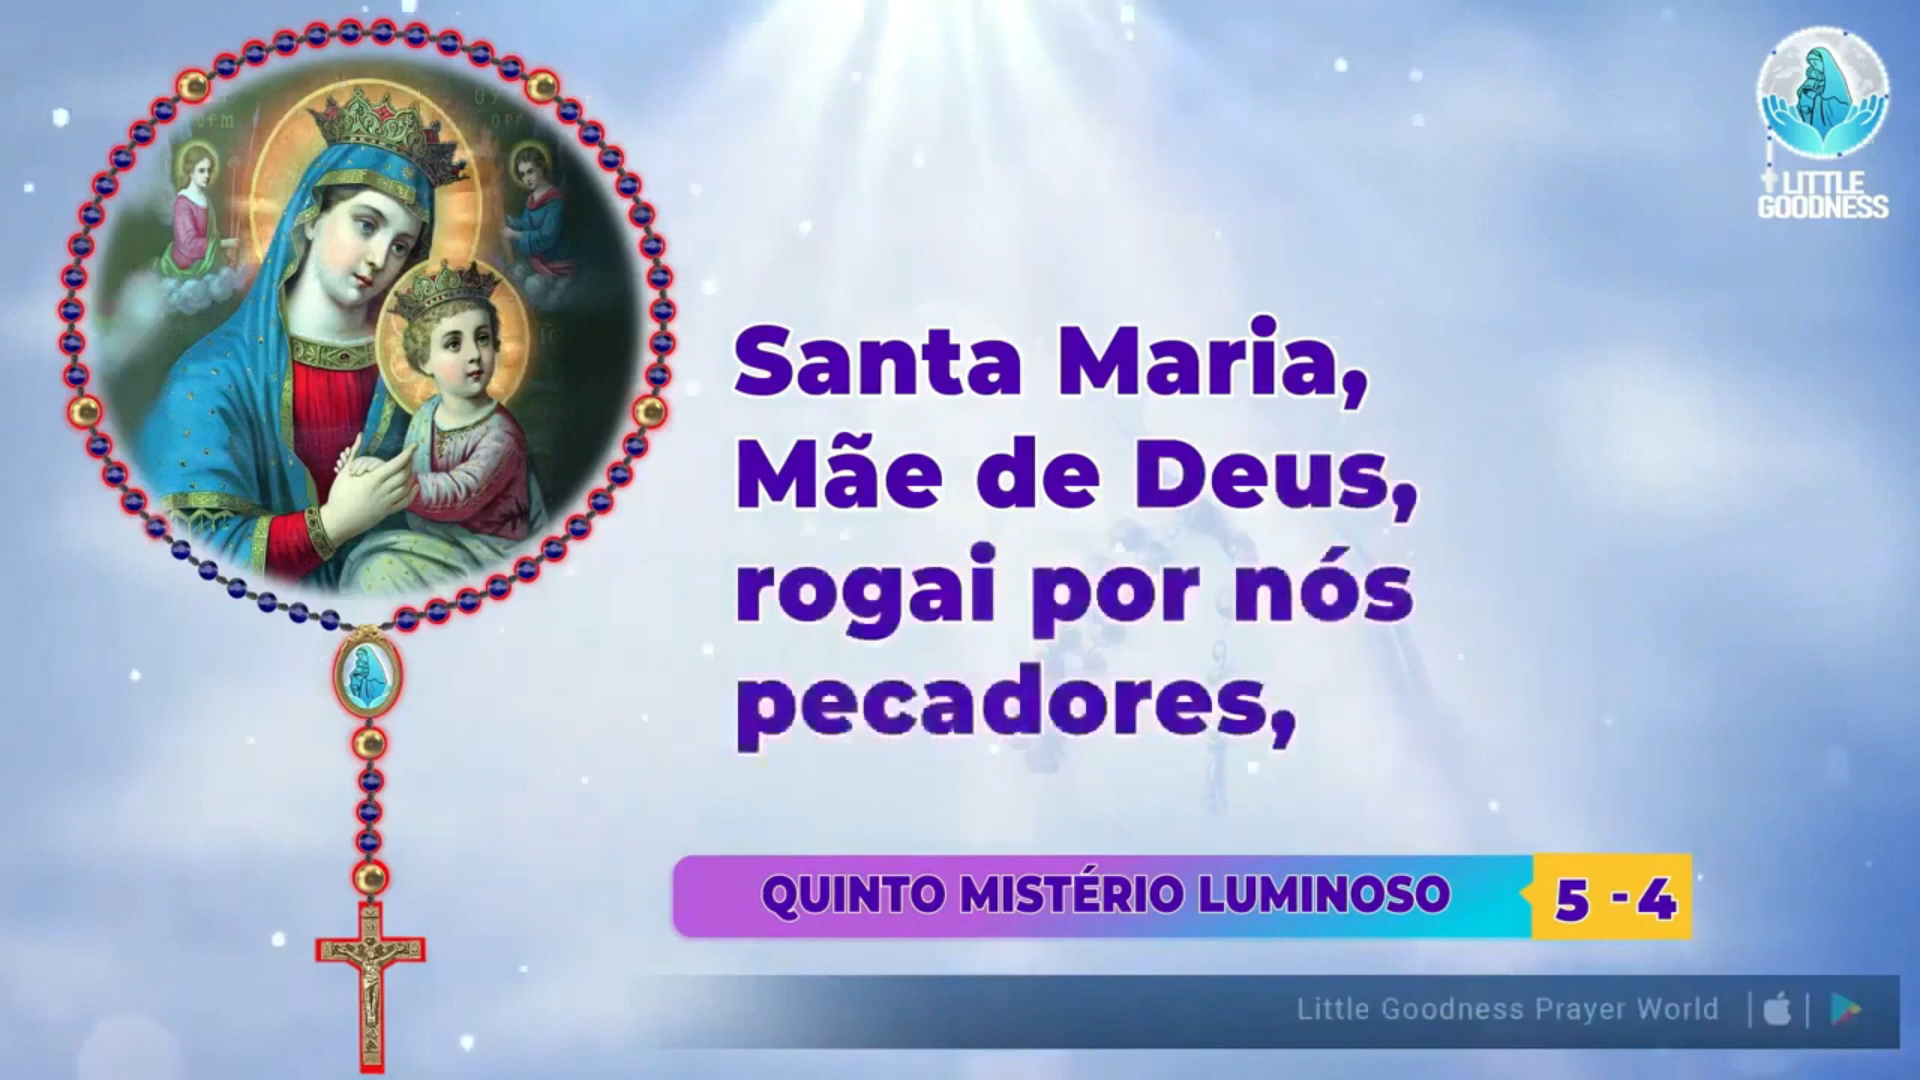 LITTLE
GOODNESS
Santa Maria,
Mãe de Deus,
rogai por nós
pecadores,
QUINTO MISTÉRIO LUMINOSO
5 - 4
Little Goodness Prayer World